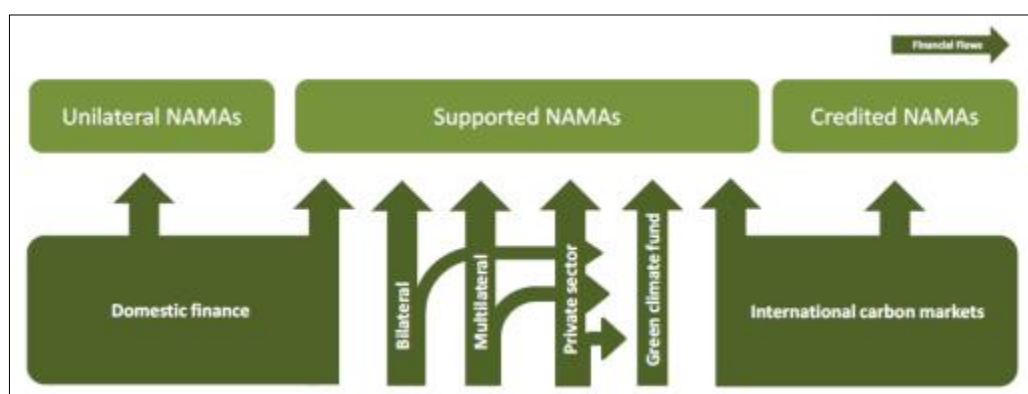 Financial Flows
Unilateral NAMAs
Supported NAMAs
Credited NAMAs
Domestic finance
Bilateral
Multilateral
Private sector
Green climate fund
International carbon markets